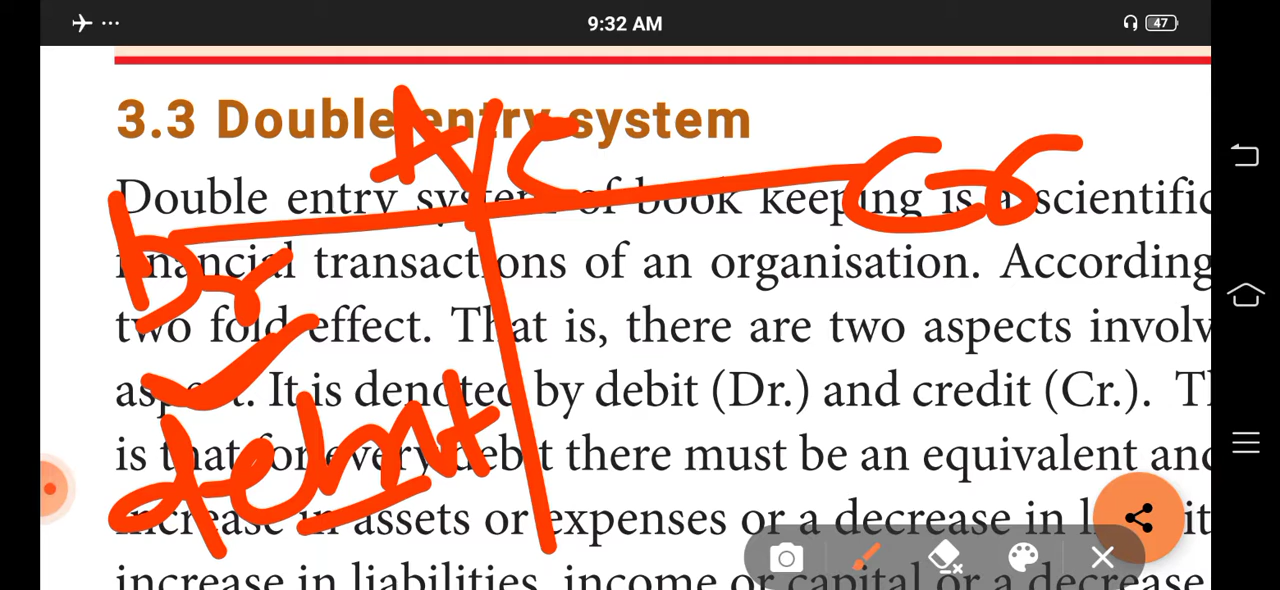 9:32 AM
47
3.3 Double entry system
A/C
Double entry system of book keeping is a scientific
Dr
Cr
financial transactions of an organisation. According
two fold effect. That is, there are two aspects involv
aspect. It is denoted by debit (Dr.) and credit (Cr.). Th
is that for every debit there must be an equivalent and
debit
increase in assets or expenses or a decrease in
increase in liabilities, income or capital or a decrease